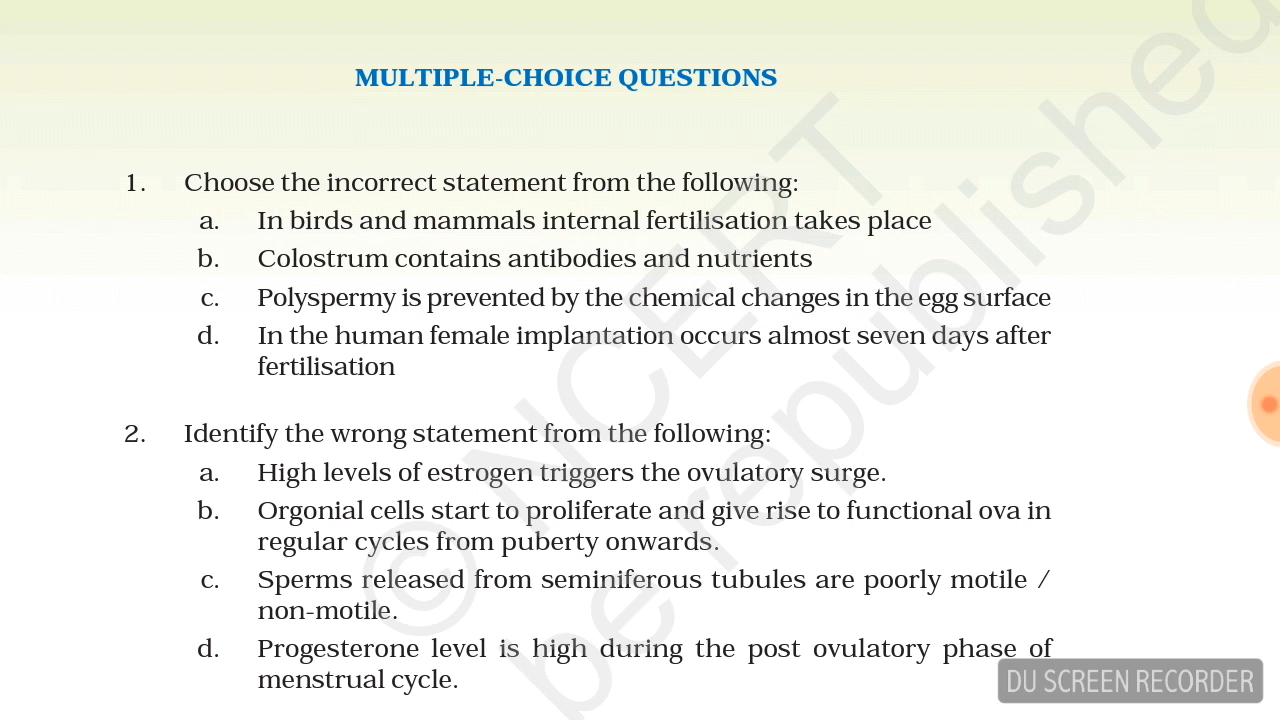 MULTIPLE-CHOICE QUESTIONS
1. Choose the incorrect statement from the following:
a. In birds and mammals internal fertilisation takes place
b. Colostrum contains antibodies and nutrients
c. Polyspermy is prevented by the chemical changes in the egg surface
d. In the human female implantation occurs almost seven days after
fertilisation
2. Identify the wrong statement from the following:
a. High levels of estrogen triggers the ovulatory surge.
b. Orgonial cells start to proliferate and give rise to functional ova in
regular cycles from puberty onwards.
c. Sperms released from seminiferous tubules are poorly motile /
non-motile.
d. Progesterone level is high during the post ovulatory phase of
menstrual cycle.
© NCERT
be republished
DU SCREEN RECORDER